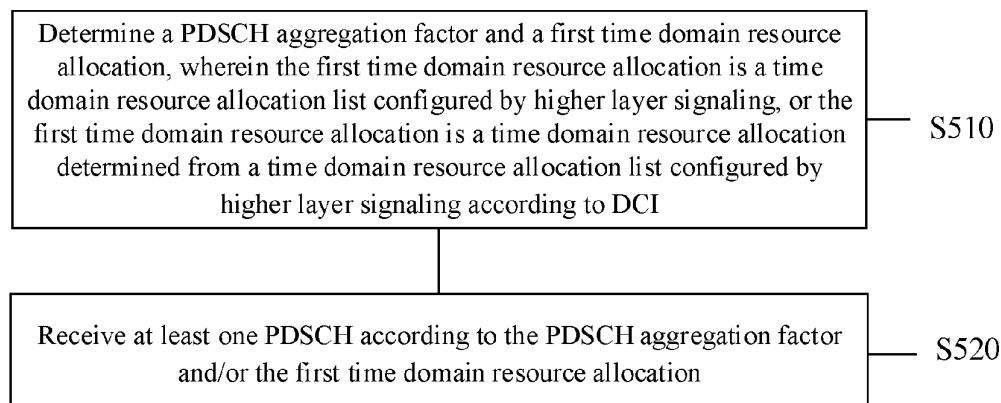 Determine a PDSCH aggregation factor and a first time domain resource
allocation, wherein the first time domain resource allocation is a time
domain resource allocation list configured by higher layer signaling, or the
first time domain resource allocation is a time domain resource allocation
determined from a time domain resource allocation list configured by
higher layer signaling according to DCI
S510
Receive at least one PDSCH according to the PDSCH aggregation factor
and/or the first time domain resource allocation
S520